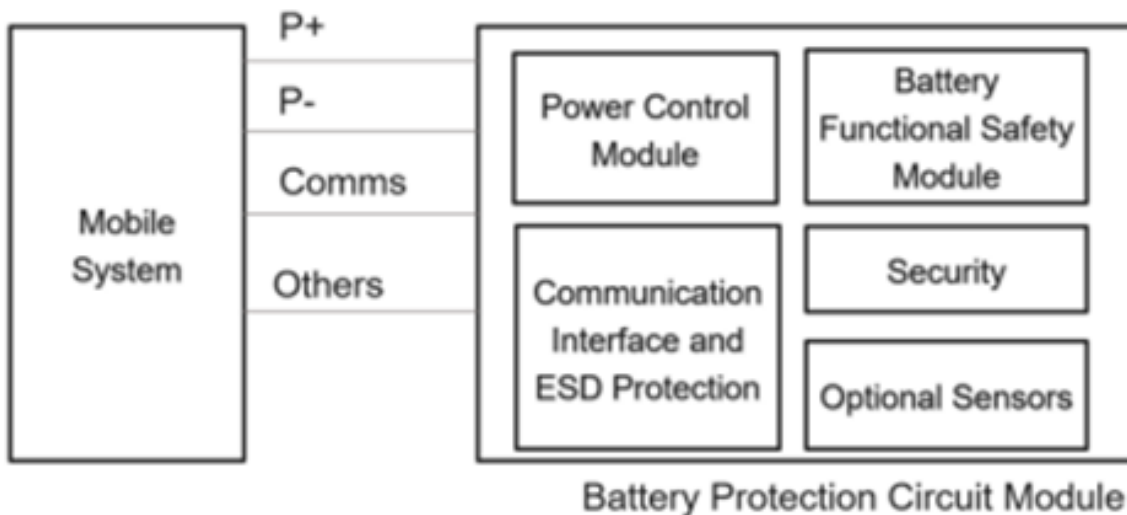 Mobile
System
P+
P-
Comms
Others
Power Control
Module
Battery
Functional Safety
Module
Communication
Interface and
ESD Protection
Security
Optional Sensors
Battery Protection Circuit Module